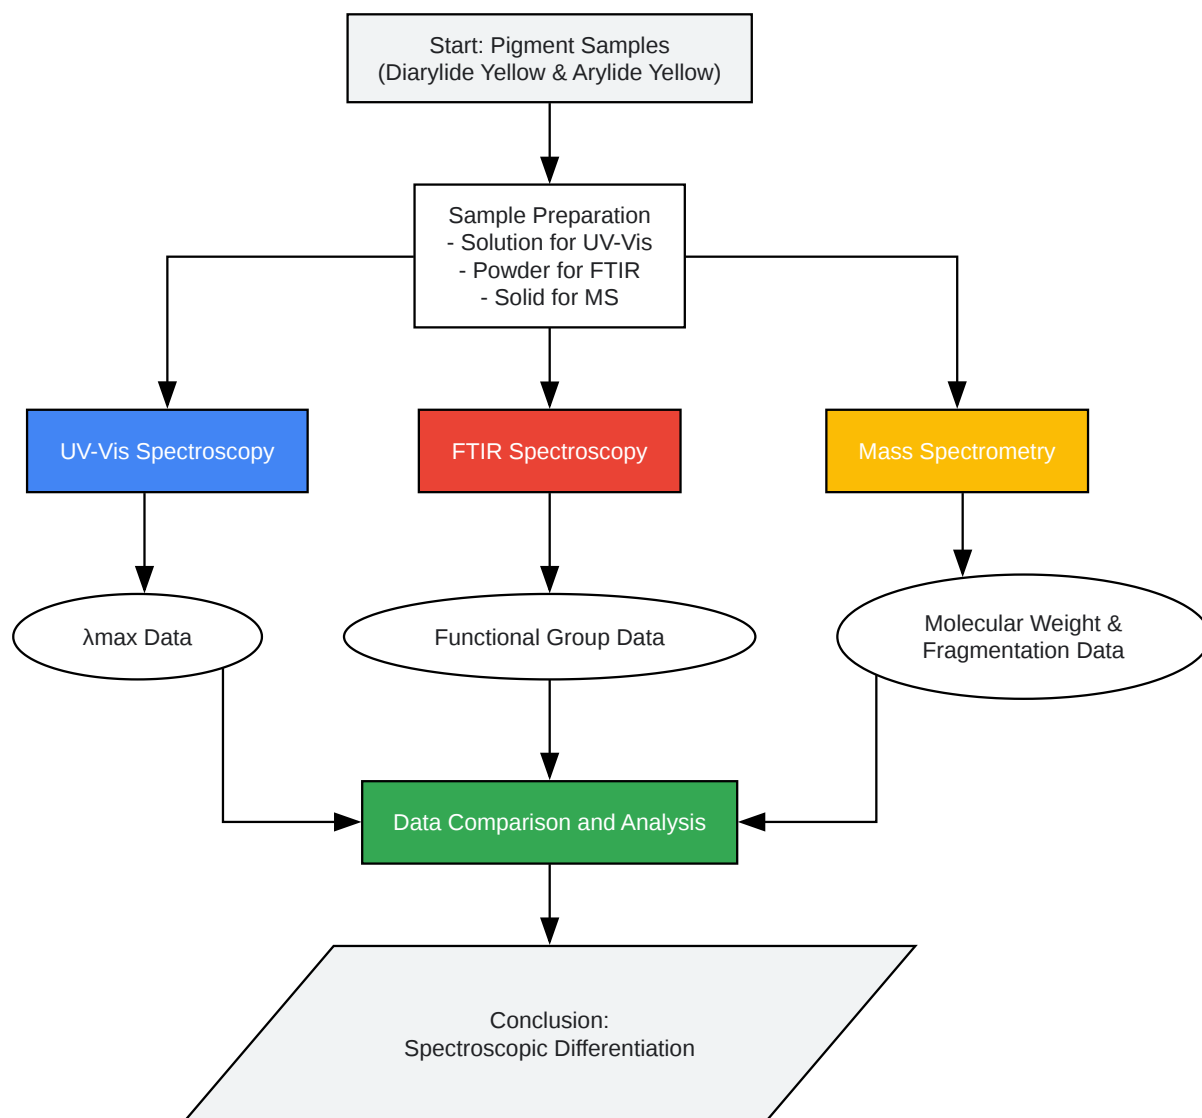 Start: Pigment Samples
(Diarylide Yellow & Arylide Yellow)
Sample Preparation
- Solution for UV-Vis
- Powder for FTIR
- Solid for MS
UV-Vis Spectroscopy
FTIR Spectroscopy
Mass Spectrometry
λmax Data
Functional Group Data
Molecular Weight &
Fragmentation Data
Data Comparison and Analysis
Conclusion:
Spectroscopic Differentiation